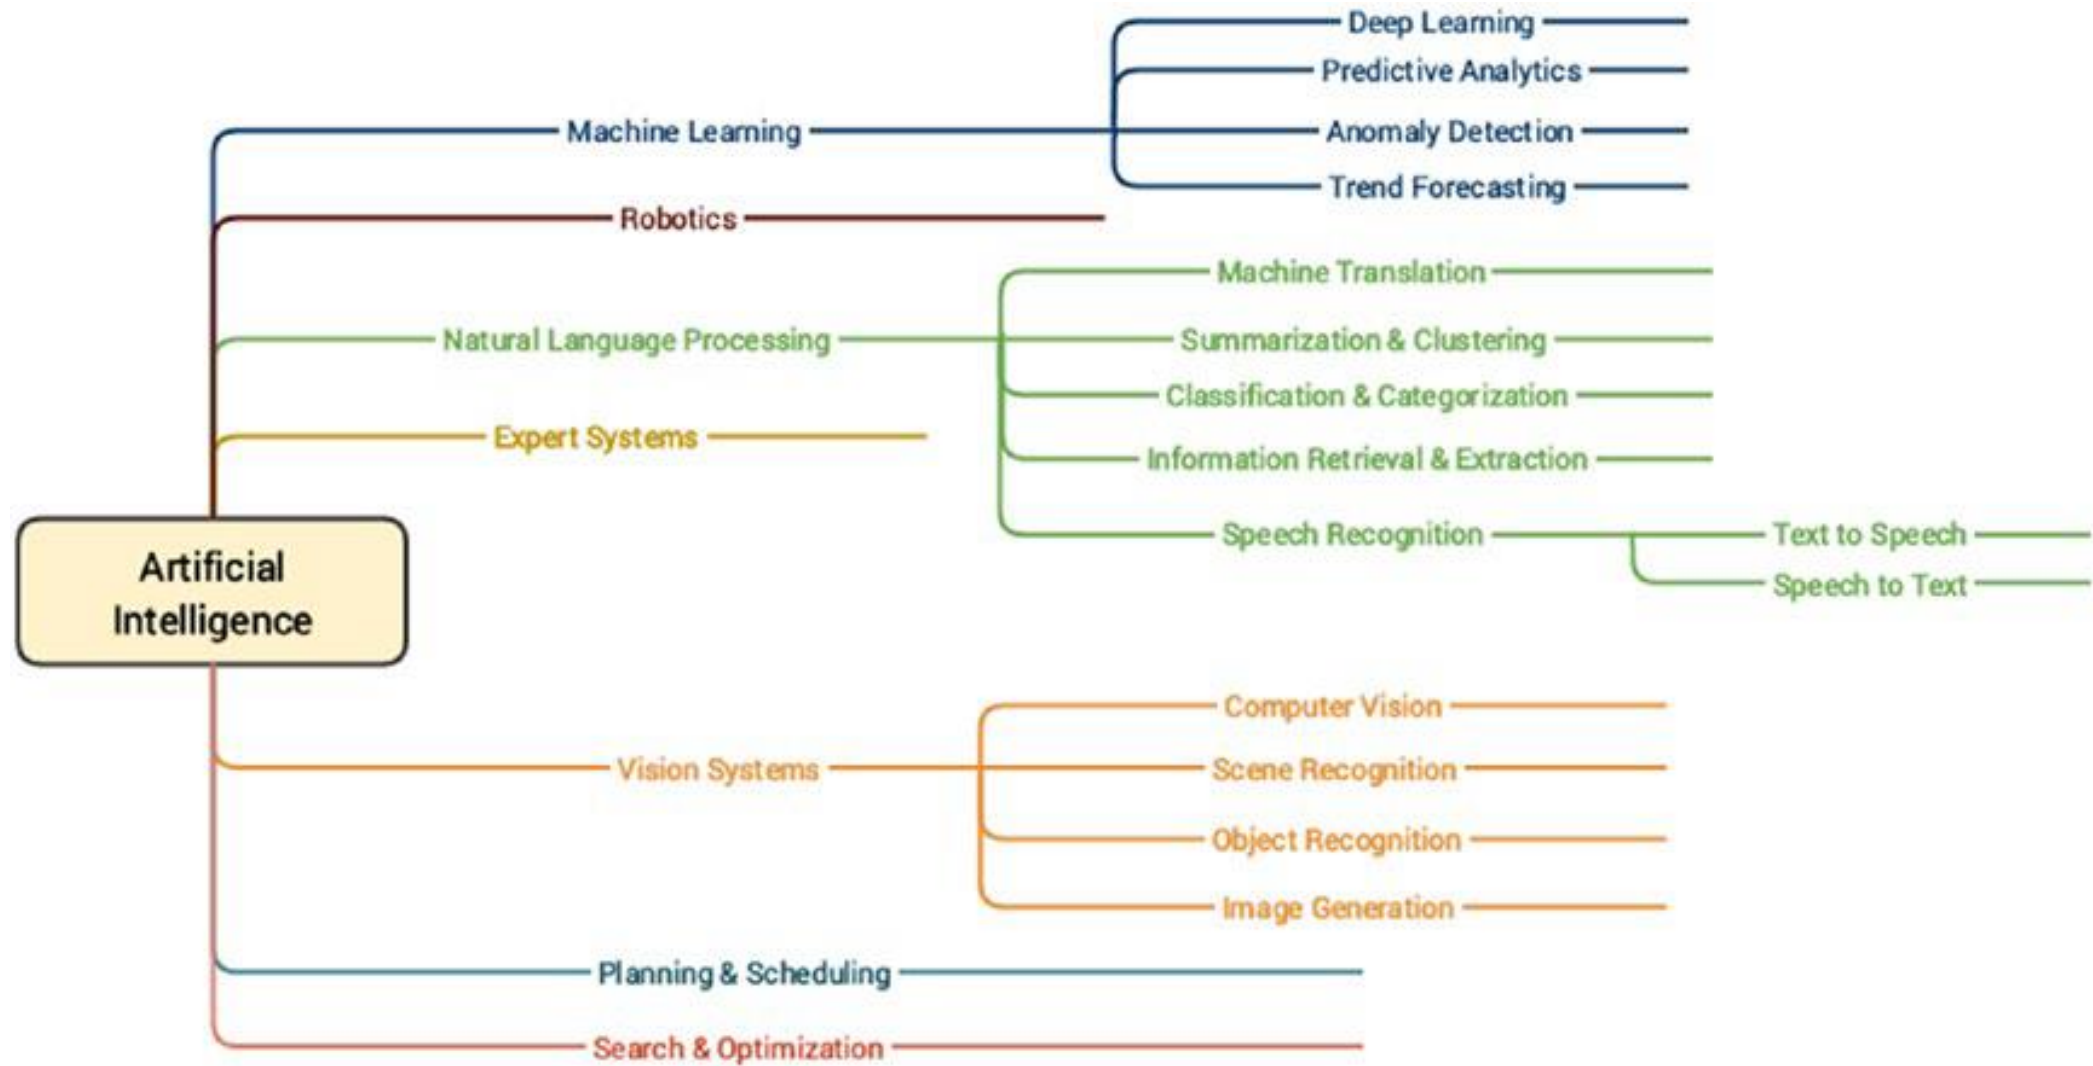 Deep Learning
Predictive Analytics
Machine Learning
Anomaly Detection
Trend Forecasting
Robotics
Machine Translation
Natural Language Processing
Summarization & Clustering
Classification & Categorization
Expert Systems
Information Retrieval & Extraction
Speech Recognition
Text to Speech
Speech to Text
Artificial
Intelligence
Computer Vision
Vision Systems
Scene Recognition
Object Recognition
Image Generation
Planning & Scheduling
Search & Optimization